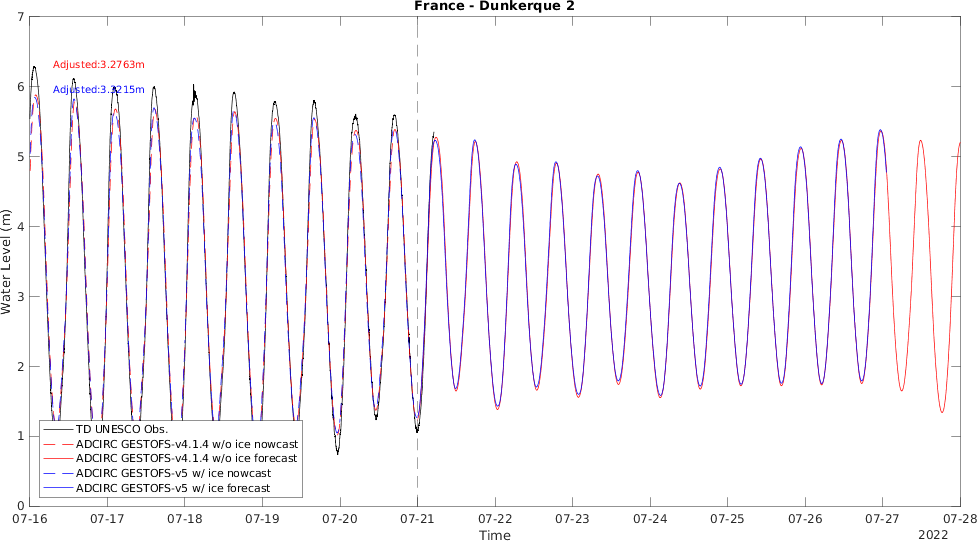 France - Dunkerque 2
7
6
5
4
3
2
1
0
Water Level (m)
Adjusted:3.2763m
Adjusted:3.3215m
TD UNESCO Obs.
ADCIRC GESTOFS-v4.1.4 w/o ice nowcast
ADCIRC GESTOFS-v4.1.4 w/o ice forecast
ADCIRC GESTOFS-v5 w/ ice nowcast
ADCIRC GESTOFS-v5 w/ ice forecast
07-16 07-17 07-18 07-19 07-20 07-21 07-22 07-23 07-24 07-25 07-26 07-27 07-28
Time
2022